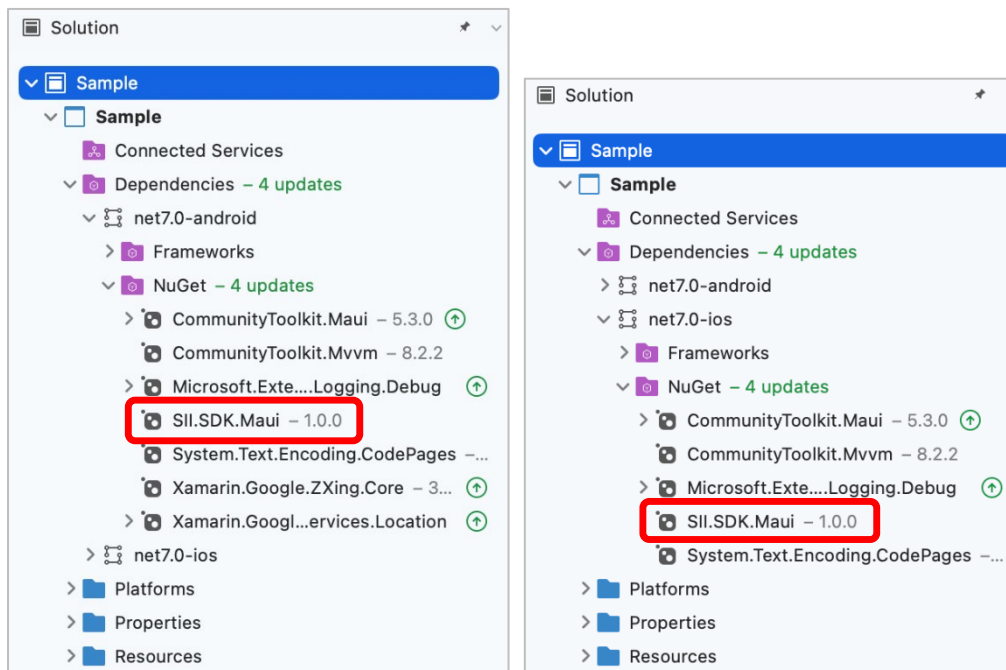 Solution
Sample
Sample
Connected Services
Dependencies – 4 updates
net7.0-android
Frameworks
NuGet – 4 updates
CommunityToolkit.Maui – 5.3.0
CommunityToolkit.Mvvm – 8.2.2
Microsoft.Exte....Logging.Debug
SII.SDK.Maui – 1.0.0
System.Text.Encoding.CodePages –...
Xamarin.Google.ZXing.Core – 3...
Xamarin.Googl...ervices.Location
net7.0-ios
Platforms
Properties
Resources
Solution
Sample
Sample
Connected Services
Dependencies – 4 updates
net7.0-android
net7.0-ios
Frameworks
NuGet – 4 updates
CommunityToolkit.Maui – 5.3.0
CommunityToolkit.Mvvm – 8.2.2
Microsoft.Exte....Logging.Debug
SII.SDK.Maui – 1.0.0
System.Text.Encoding.CodePages –...
Platforms
Properties
Resources